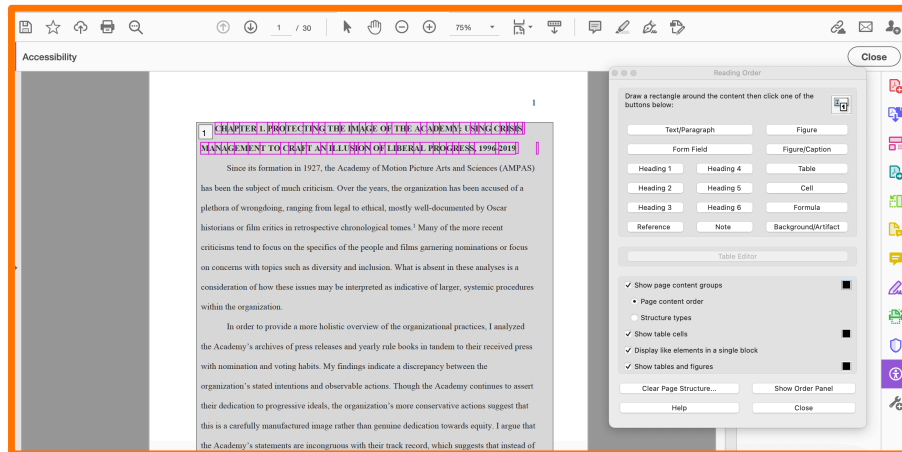 1 / 30
75%
Accessibility
Close
1
1
CHAPTER 1. PROTECTING THE IMAGE OF THE ACADEMY: USING CRISIS
MANAGEMENT TO CRAFT AN ILLUSION OF LIBERAL PROGRESS, 1996-2019
Since its formation in 1927, the Academy of Motion Picture Arts and Sciences (AMPAS)
has been the subject of much criticism. Over the years, the organization has been accused of a
plethora of wrongdoing, ranging from legal to ethical, mostly well-documented by Oscar
historians or film critics in retrospective chronological tomes.¹ Many of the more recent
criticisms tend to focus on the specifics of the people and films garnering nominations or focus
on concerns with topics such as diversity and inclusion. What is absent in these analyses is a
consideration of how these issues may be interpreted as indicative of larger, systemic procedures
within the organization.
In order to provide a more holistic overview of the organizational practices, I analyzed
the Academy's archives of press releases and yearly rule books in tandem to their received press
with nomination and voting habits. My findings indicate a discrepancy between the
organization's stated intentions and observable actions. Though the Academy continues to assert
their dedication to progressive ideals, the organization's more conservative actions suggest that
this is a carefully manufactured image rather than genuine dedication towards equity. I argue that
the Academy's statements are incongruous with their track record, which suggests that instead of
Reading Order
Draw a rectangle around the content then click one of the
buttons below:
Text/Paragraph Figure
Form Field Figure/Caption
Heading 1 Heading 4 Table
Heading 2 Heading 5 Cell
Heading 3 Heading 6 Formula
Reference Note Background/Artifact
Table Editor
Show page content groups
Page content order
Structure types
Show table cells
Display like elements in a single block
Show tables and figures
Clear Page Structure... Show Order Panel
Help Close